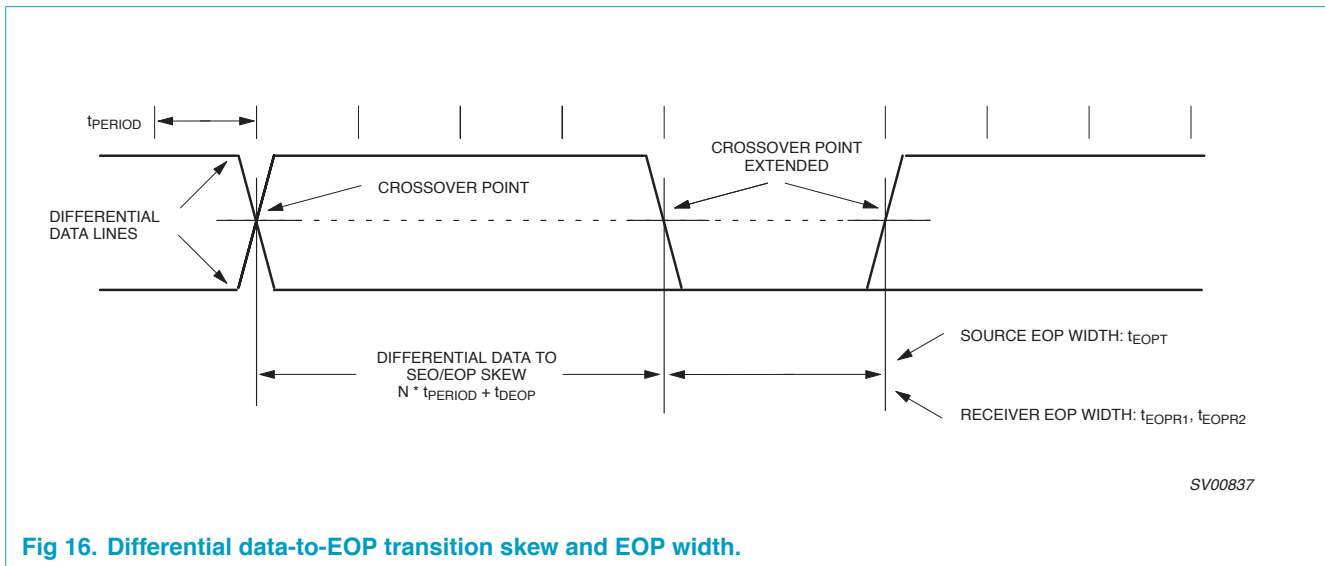 tPERIOD
CROSSOVER POINT
CROSSOVER POINT
EXTENDED
DIFFERENTIAL
DATA LINES
DIFFERENTIAL DATA TO
SEO/EOP SKEW
N * tPERIOD + tDEOP
SOURCE EOP WIDTH: tEOPT
RECEIVER EOP WIDTH: tEOPR1, tEOPR2
SV00837
Fig 16. Differential data-to-EOP transition skew and EOP width.